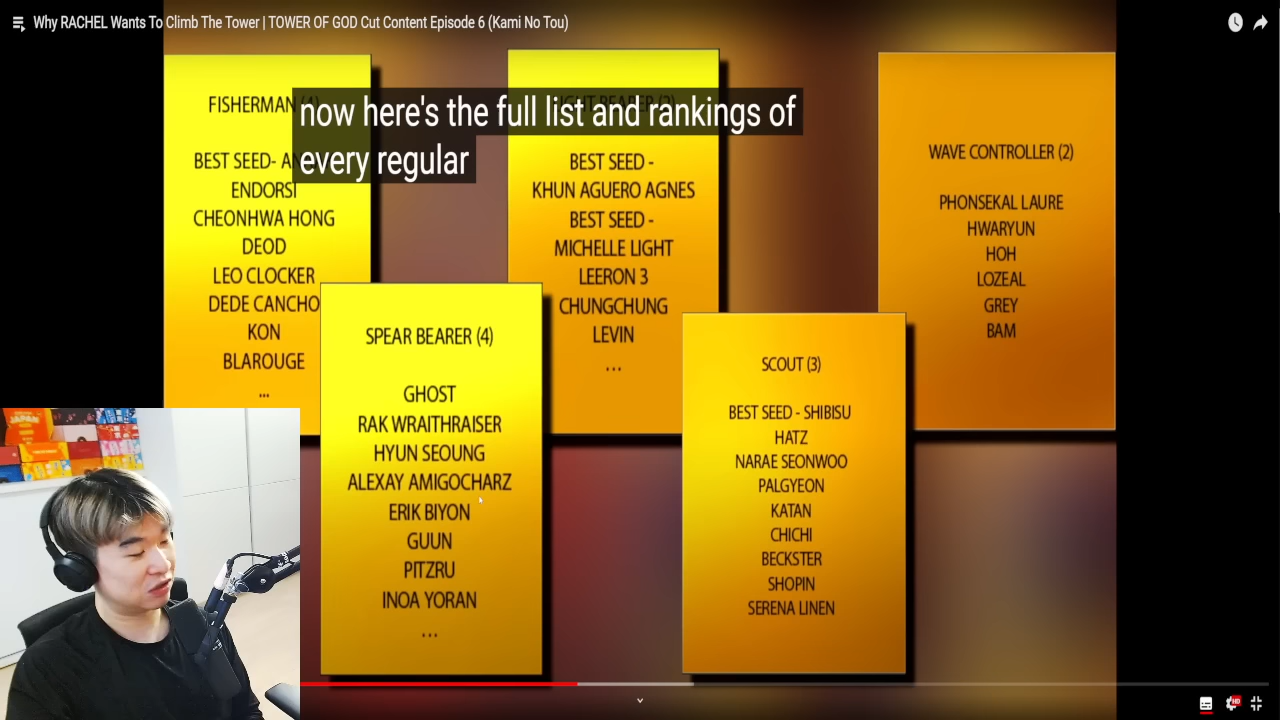 Why RACHEL Wants To Climb The Tower | TOWER OF GOD Cut Content Episode 6 (Kami No Tou)
now here's the full list and rankings of
every regular
FISHERMAN (4)
BEST SEED- AN
ENDORSI
CHEONHWA HONG
DEOD
LEO CLOCKER
DEDE CANCHO
KON
BLAROUGE
...
SPEAR BEARER (4)
GHOST
RAK WRAITHRAISER
HYUN SEOUNG
ALEXAY AMIGOCHARZ
ERIK BIYON
GUUN
PITZRU
INOA YORAN
...
BEST SEED -
KHUN AGUERO AGNES
BEST SEED -
MICHELLE LIGHT
LEERON 3
CHUNGCHUNG
LEVIN
...
SCOUT (3)
BEST SEED - SHIBISU
HATZ
NARAE SEONWOO
PALGYEON
KATAN
CHICHI
BECKSTER
SHOPIN
SERENA LINEN
WAVE CONTROLLER (2)
PHONSEKAL LAURE
HWARYUN
HOH
LOZEAL
GREY
BAM
HD